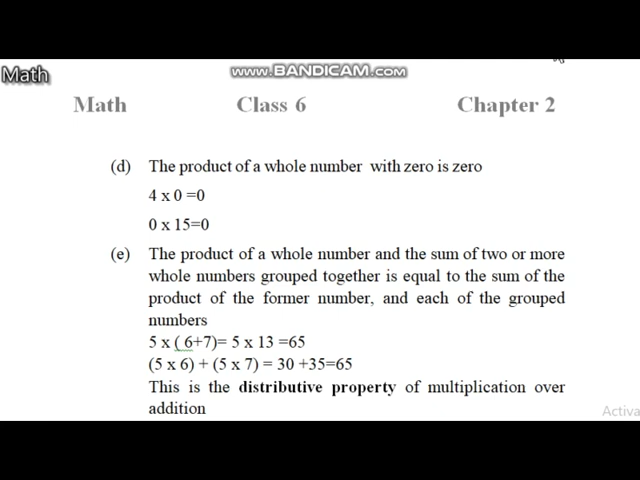 www.BANDICAM.com
Math
Math Class 6 Chapter 2
(d) The product of a whole number with zero is zero
4 x 0 =0
0 x 15=0
(e) The product of a whole number and the sum of two or more
whole numbers grouped together is equal to the sum of the
product of the former number, and each of the grouped
numbers
5 x ( 6+7)= 5 x 13 =65
(5 x 6) + (5 x 7) = 30 +35=65
This is the distributive property of multiplication over
addition
Activa